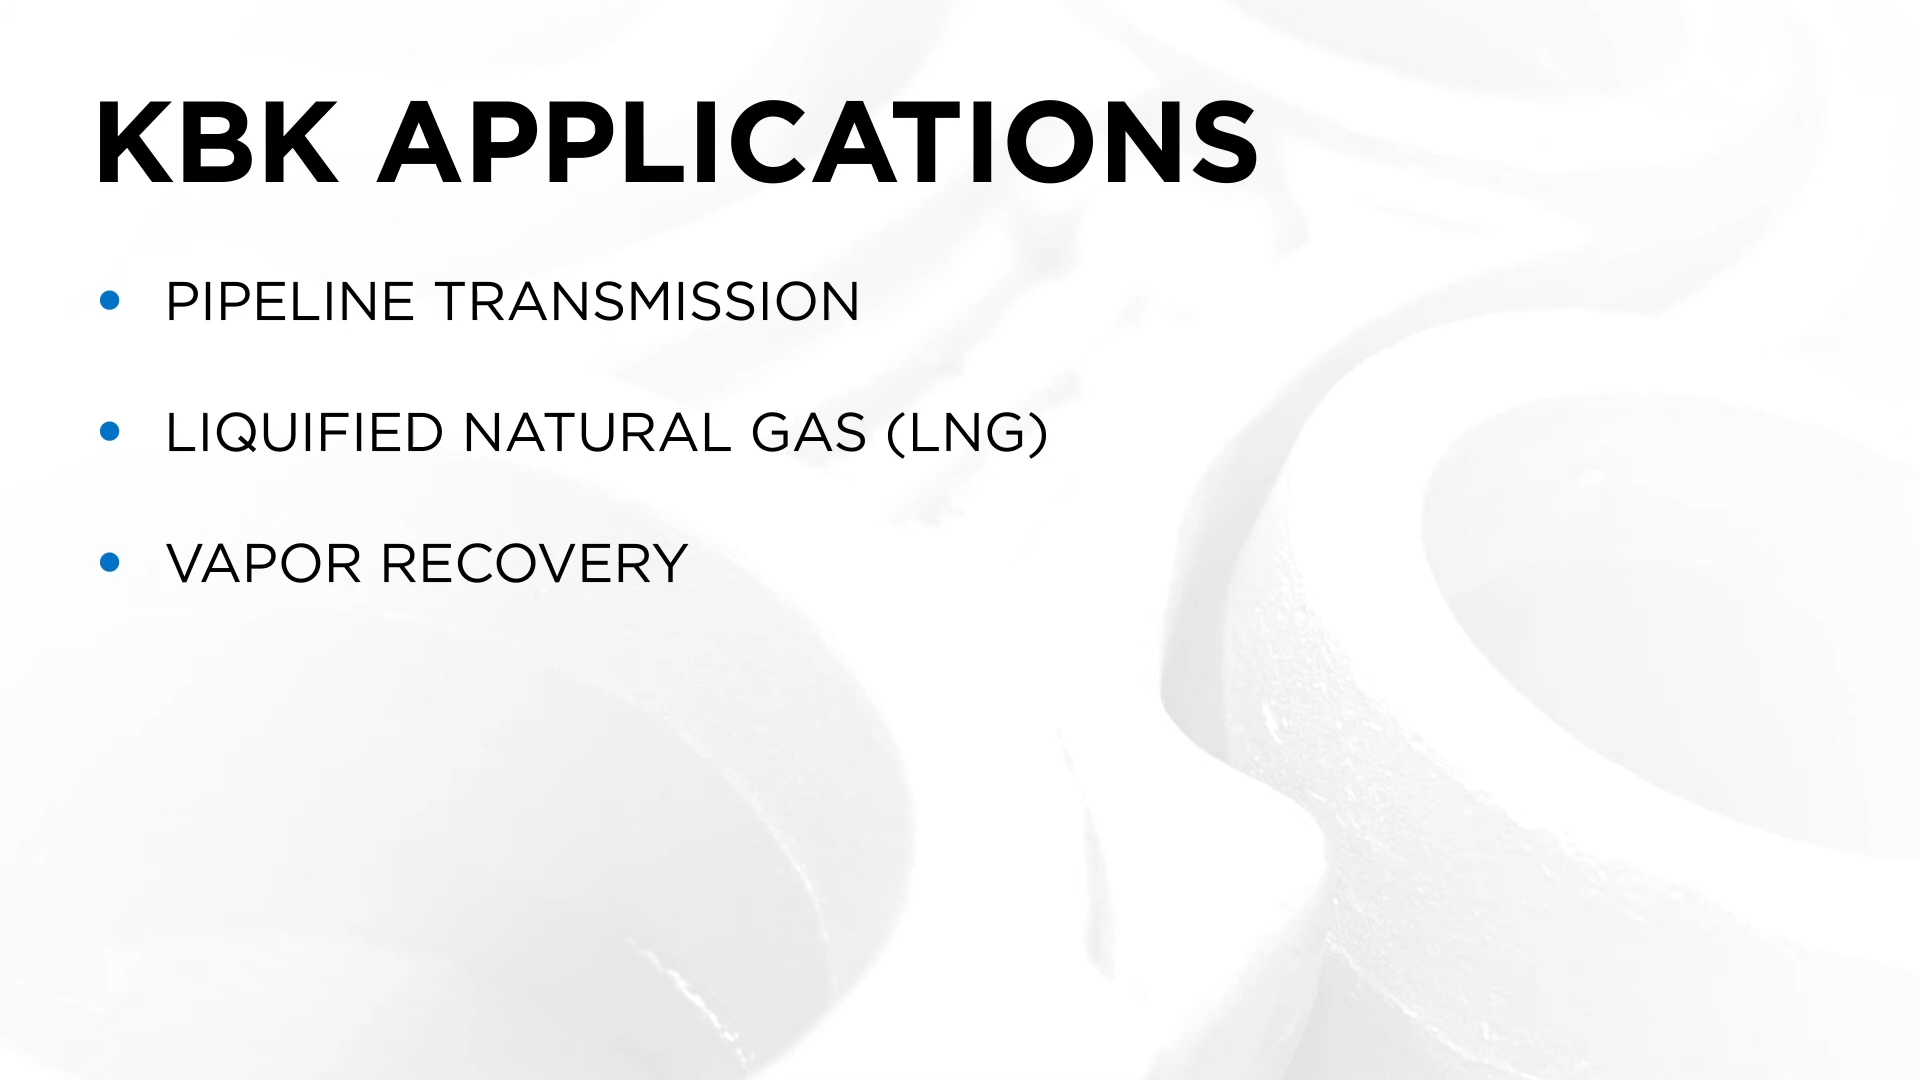 KBK APPLICATIONS
• PIPELINE TRANSMISSION
• LIQUIFIED NATURAL GAS (LNG)
• VAPOR RECOVERY